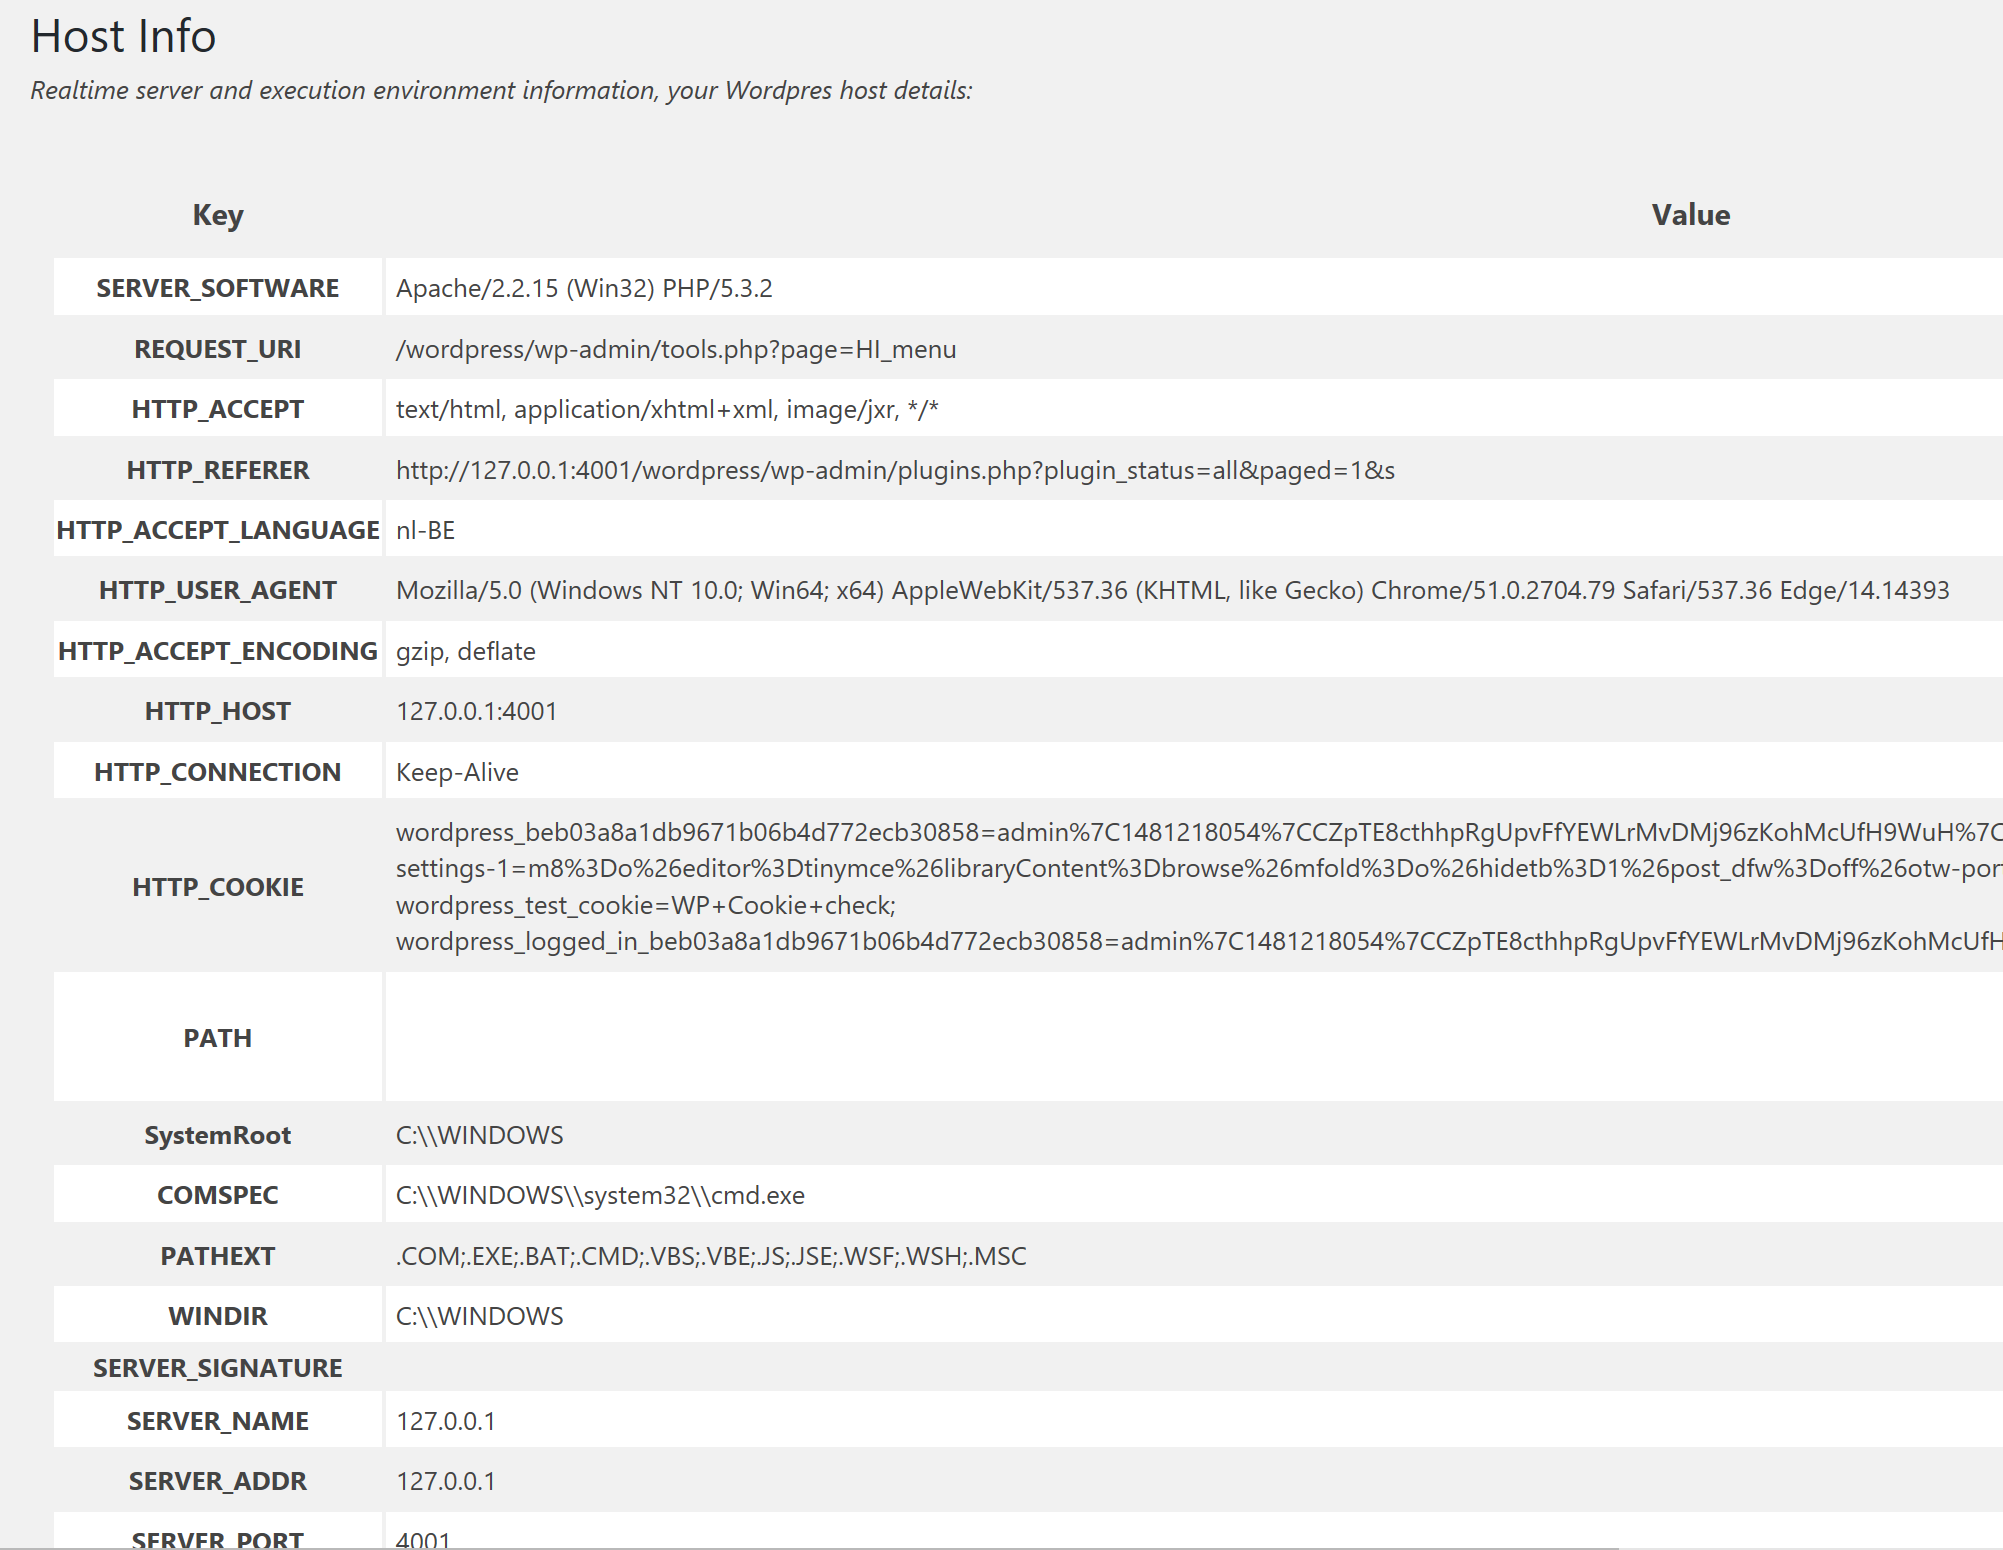 Host Info
Realtime server and execution environment information, your Wordpres host details:
Key Value
SERVER_SOFTWARE Apache/2.2.15 (Win32) PHP/5.3.2
REQUEST_URI /wordpress/wp-admin/tools.php?page=HI_menu
HTTP_ACCEPT text/html, application/xhtml+xml, image/jxr, */*
HTTP_REFERER http://127.0.0.1:4001/wordpress/wp-admin/plugins.php?plugin_status=all&paged=1&s
HTTP_ACCEPT_LANGUAGE nl-BE
HTTP_USER_AGENT Mozilla/5.0 (Windows NT 10.0; Win64; x64) AppleWebKit/537.36 (KHTML, like Gecko) Chrome/51.0.2704.79 Safari/537.36 Edge/14.14393
HTTP_ACCEPT_ENCODING gzip, deflate
HTTP_HOST 127.0.0.1:4001
HTTP_CONNECTION Keep-Alive
HTTP_COOKIE wordpress_beb03a8a1db9671b06b4d772ecb30858=admin%7C1481218054%7CCZpTE8cthhpRgUpvFfYEWLrMvDMj96zKohMcUfH9WuH%7C
settings-1=m8%3Do%26editor%3Dtinymce%26libraryContent%3Dbrowse%26mfold%3Do%26hidetb%3D1%26post_dfw%3Doff%26otw-por
wordpress_test_cookie=WP+Cookie+check;
wordpress_logged_in_beb03a8a1db9671b06b4d772ecb30858=admin%7C1481218054%7CCZpTE8cthhpRgUpvFfYEWLrMvDMj96zKohMcUfH
PATH
SystemRoot C:\\WINDOWS
COMSPEC C:\\WINDOWS\\system32\\cmd.exe
PATHEXT .COM;.EXE;.BAT;.CMD;.VBS;.VBE;.JS;.JSE;.WSF;.WSH;.MSC
WINDIR C:\\WINDOWS
SERVER_SIGNATURE
SERVER_NAME 127.0.0.1
SERVER_ADDR 127.0.0.1
SERVER_PORT 4001